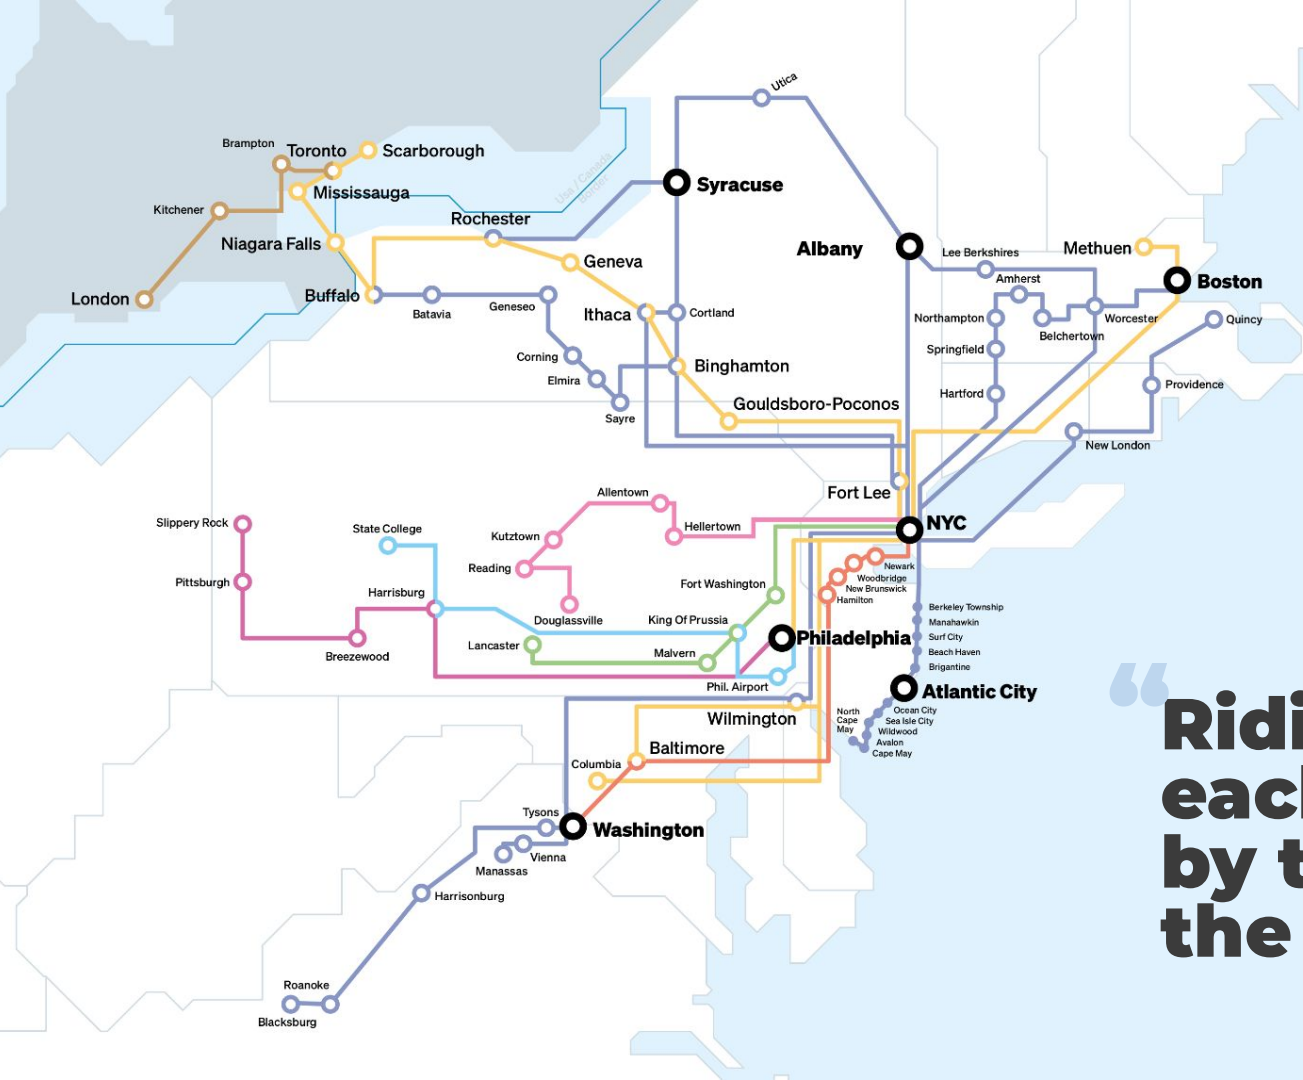 Utica
Brampton
Toronto
Scarborough
Usa / Canada
Border
Syracuse
Mississauga
Kitchener
Rochester
Niagara Falls
Albany
Lee Berkshires
Methuen
Geneva
Amherst
Boston
London
Buffalo
Batavia
Geneseo
Ithaca
Cortland
Northampton
Worcester
Quincy
Belchertown
Corning
Springfield
Binghamton
Elmira
Providence
Hartford
Sayre
Gouldsboro-Poconos
New London
Allentown
Fort Lee
Slippery Rock
State College
Hellertown
NYC
Kutztown
Reading
Newark
Woodbridge
Pittsburgh
Fort Washington
New Brunswick
Harrisburg
Hamilton
Douglassville
King Of Prussia
Berkeley Township
Manahawkin
Philadelphia
Surf City
Lancaster
Malvern
Beach Haven
Breezewood
Brigantine
Phil. Airport
Atlantic City
Wilmington
North
Cape
May
Ocean City
Sea Isle City
Wildwood
Avalon
Cape May
Baltimore
Columbia
Tysons
Washington
Vienna
Manassas
Harrisonburg
Roanoke
Blacksburg
“
Ridi
eacl
by t
the